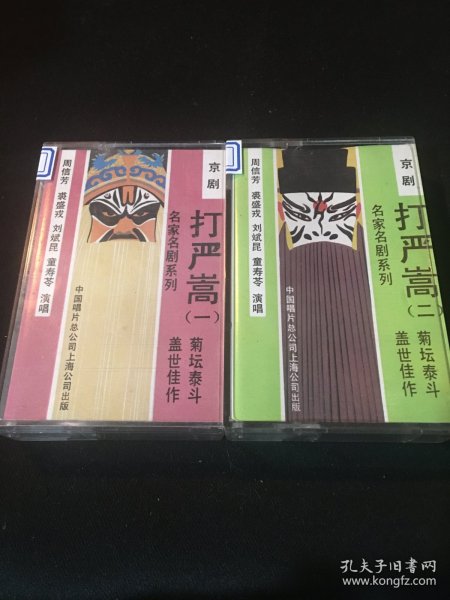 京剧
打严嵩（一）
名家名剧系列
菊坛泰斗
盖世佳作
周信芳 裘盛戎 刘斌昆 童寿苓 演唱
中国唱片总公司上海公司出版
京剧
打严嵩（二）
名家名剧系列
菊坛泰斗
盖世佳作
周信芳 裘盛戎 刘斌昆 童寿苓 演唱
中国唱片总公司上海公司出版
孔夫子旧书网
www.kongfz.com